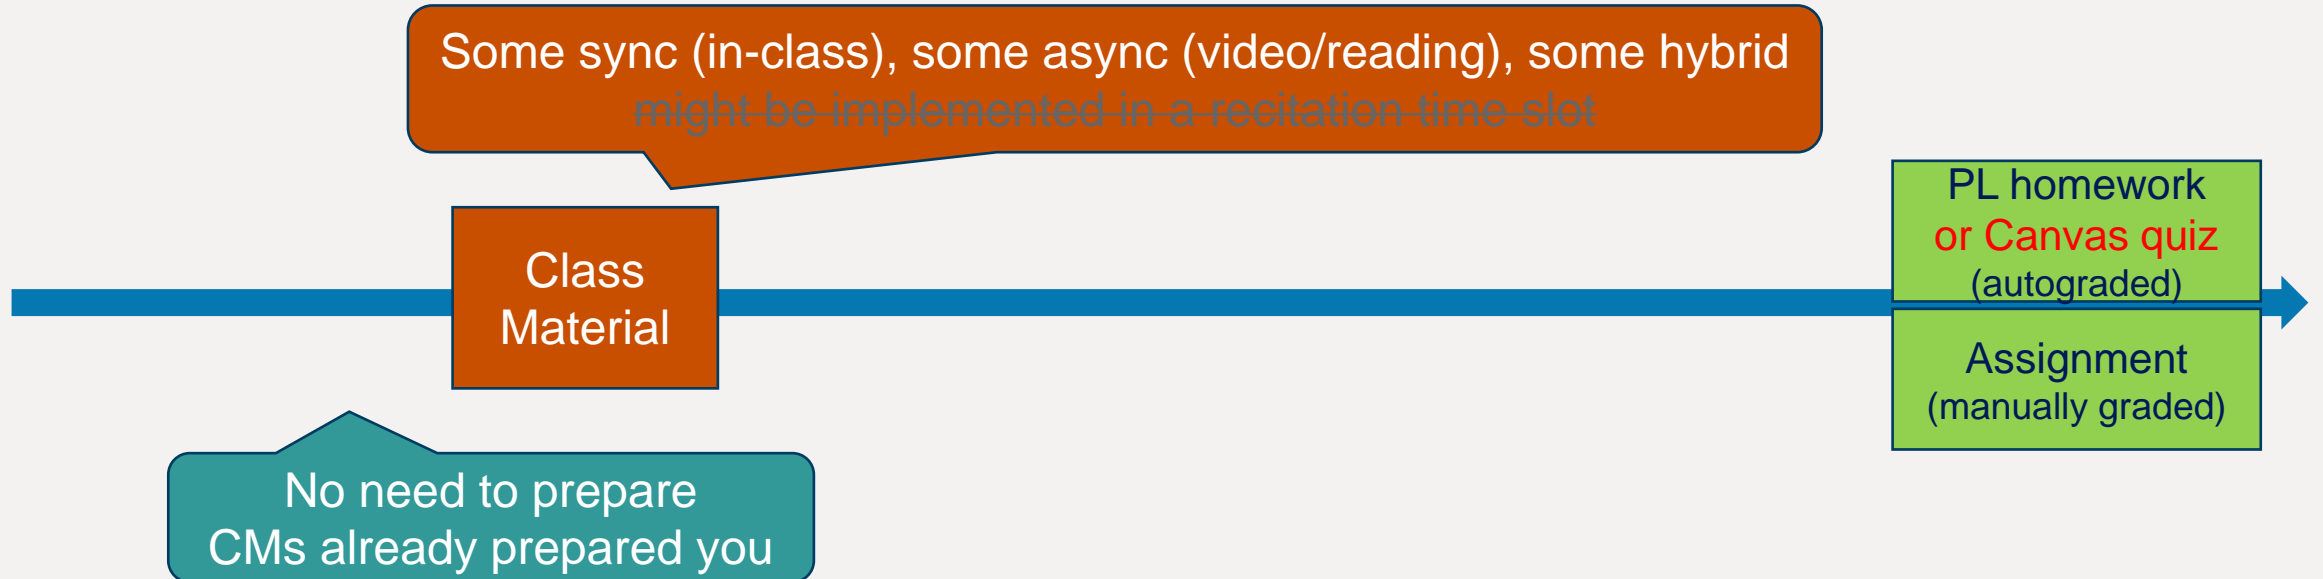 Some sync (in-class), some async (video/reading), some hybrid
might be implemented in a recitation time slot
PL homework
or Canvas quiz
(autograded)
Class
Material
Assignment
(manually graded)
No need to prepare
CMs already prepared you